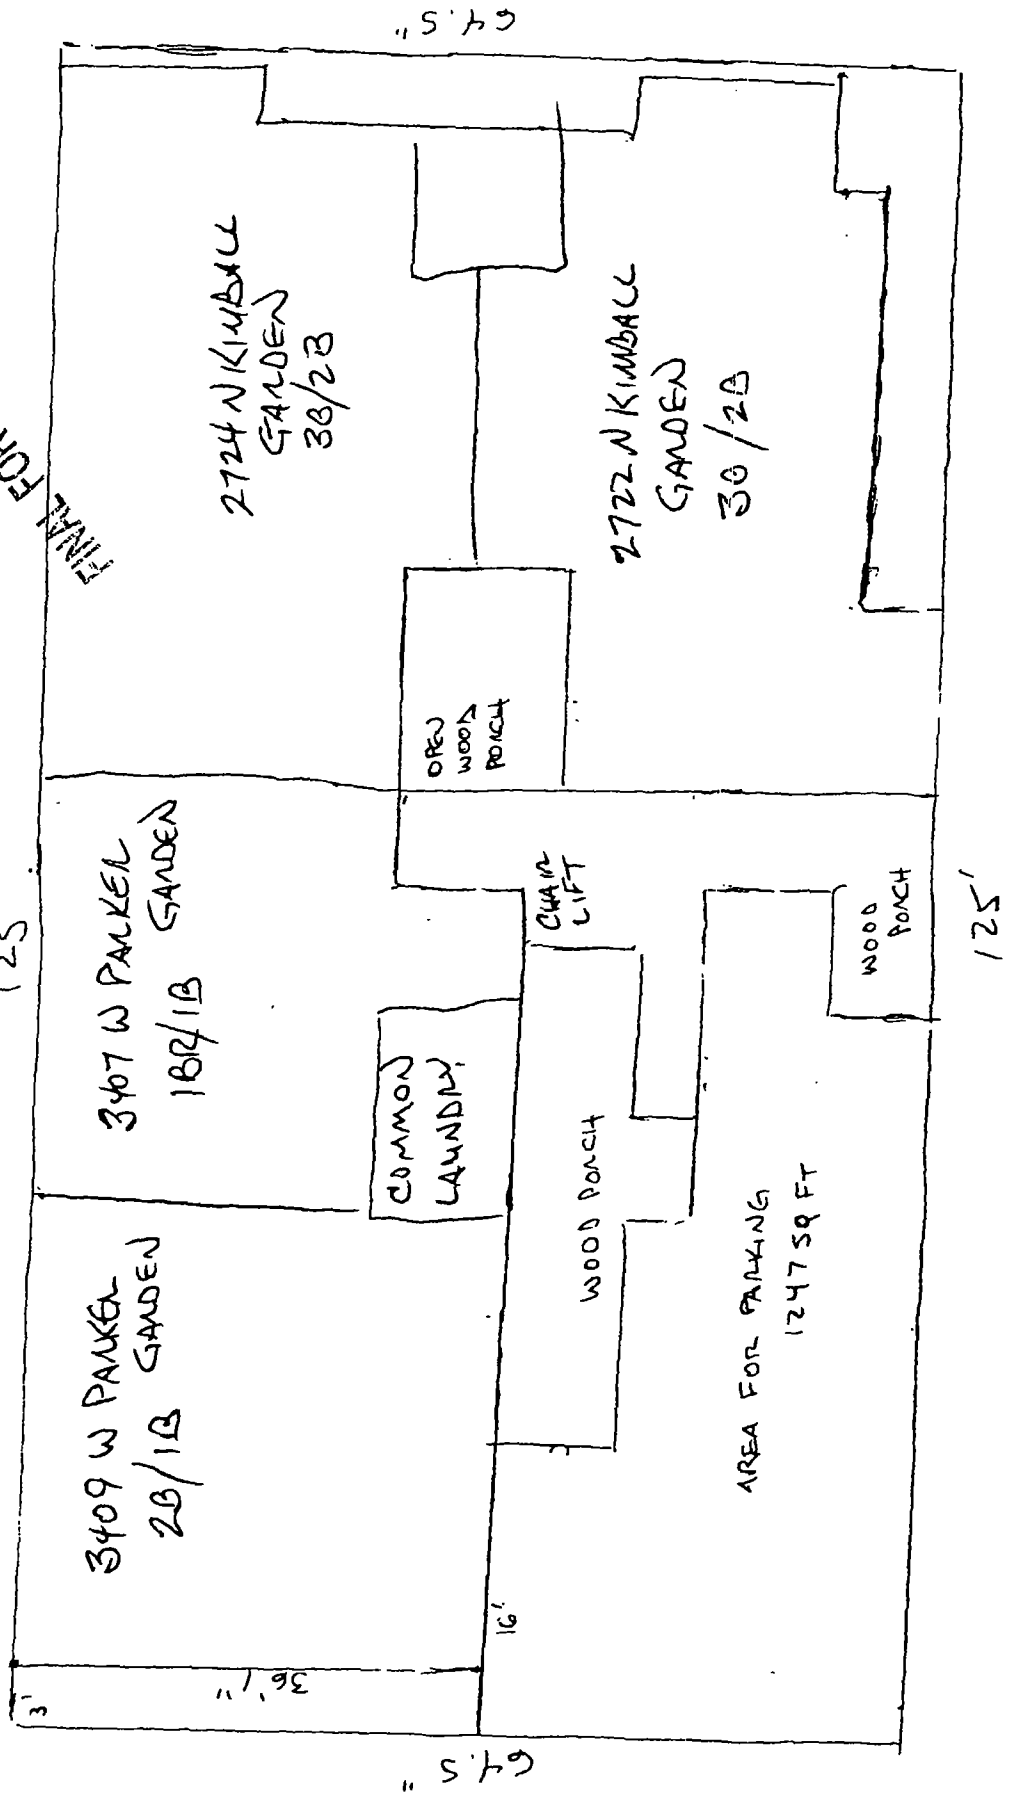 64.5"
FINAL FOR
125
2724 N KIMBALL
GARDEN
3B/2B
2722 N KIMBALL
GARDEN
3B/2B
OPEN
WOOD
PORCH
3407 W PARKER
GARDEN
1BR/1B
CHAIR
LIFT
WOOD
PORCH
125'
COMMON
LAUNDRY
WOOD PORCH
3409 W PARKER
GARDEN
2B/1B
AREA FOR PARKING
1247 SQ FT
16'
36'1"
3'
64.5"